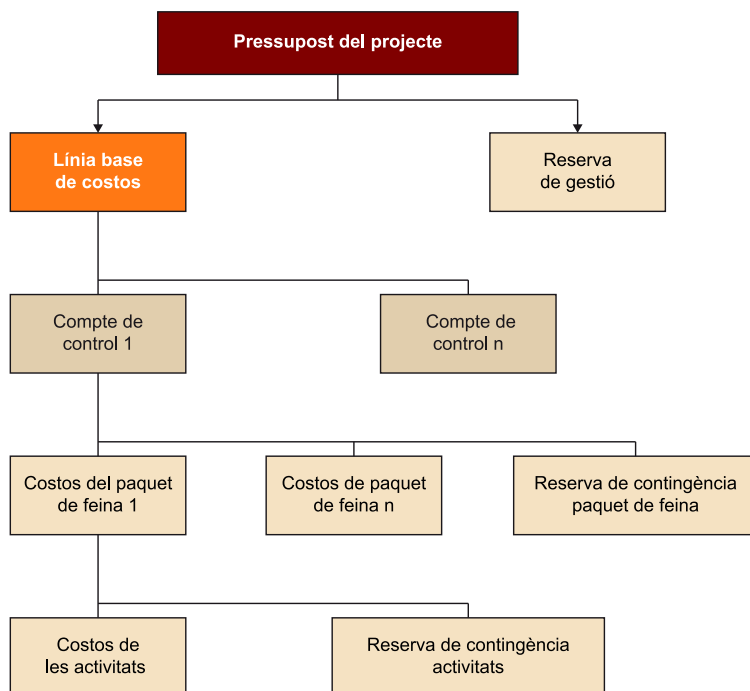 Pressupost del projecte
Línia base
de costos
Reserva
de gestió
Compte de
control 1
Compte de
control n
Costos del paquet
de feina 1
Costos de paquet
de feina n
Reserva de contingència
paquet de feina
Costos de
les activitats
Reserva de contingència
activitats